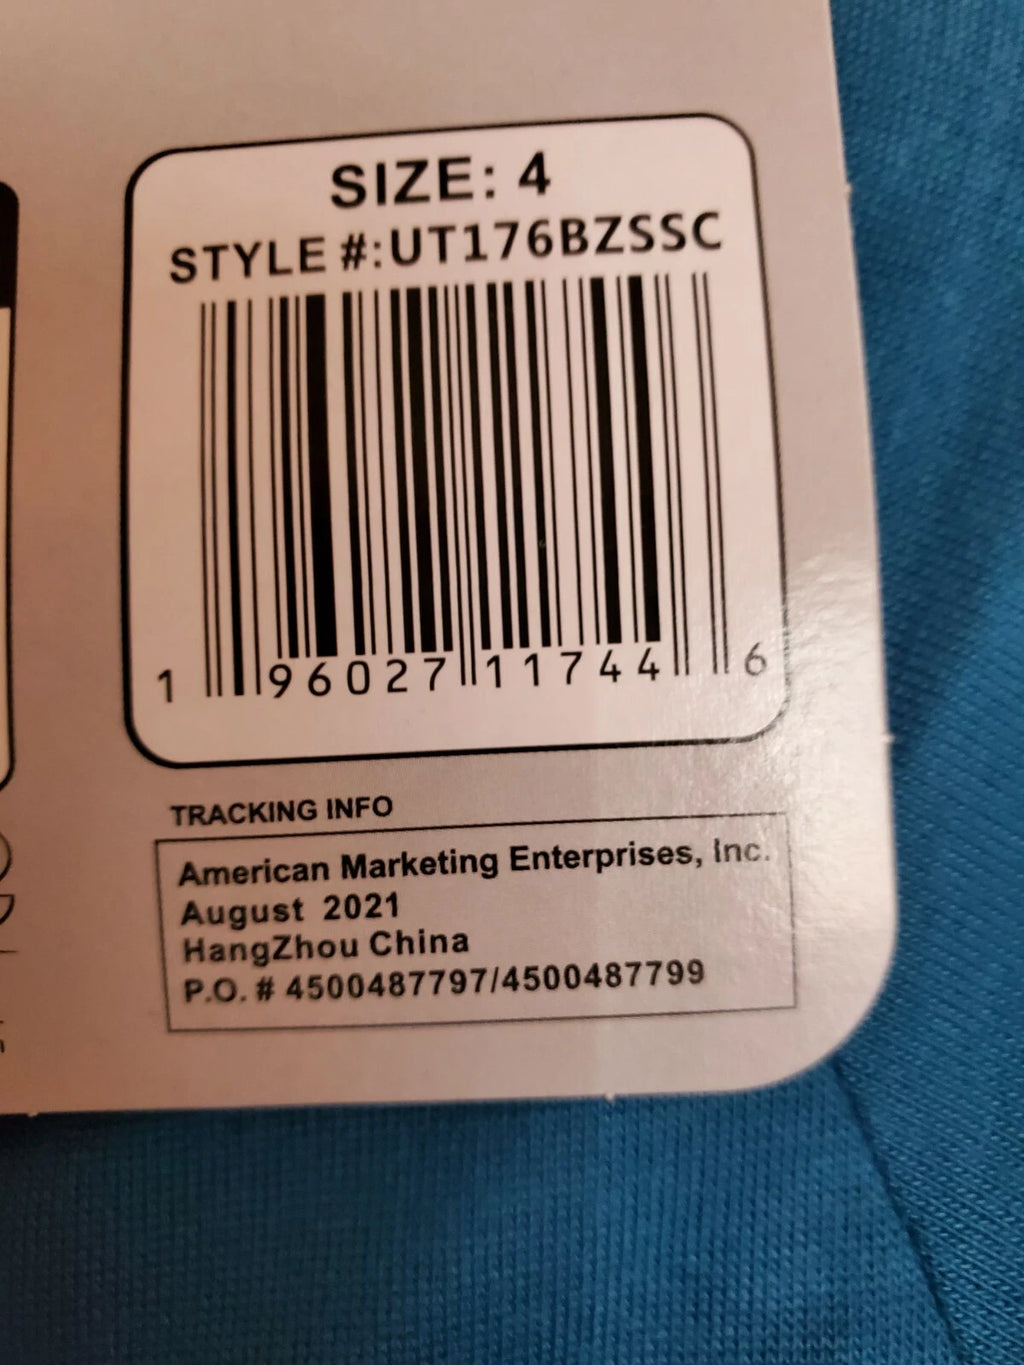 SIZE: 4
STYLE #:UT176BZSSC
1 96027 11744 6
TRACKING INFO
American Marketing Enterprises, Inc.
August 2021
HangZhou China
P.O. # 4500487797/4500487799